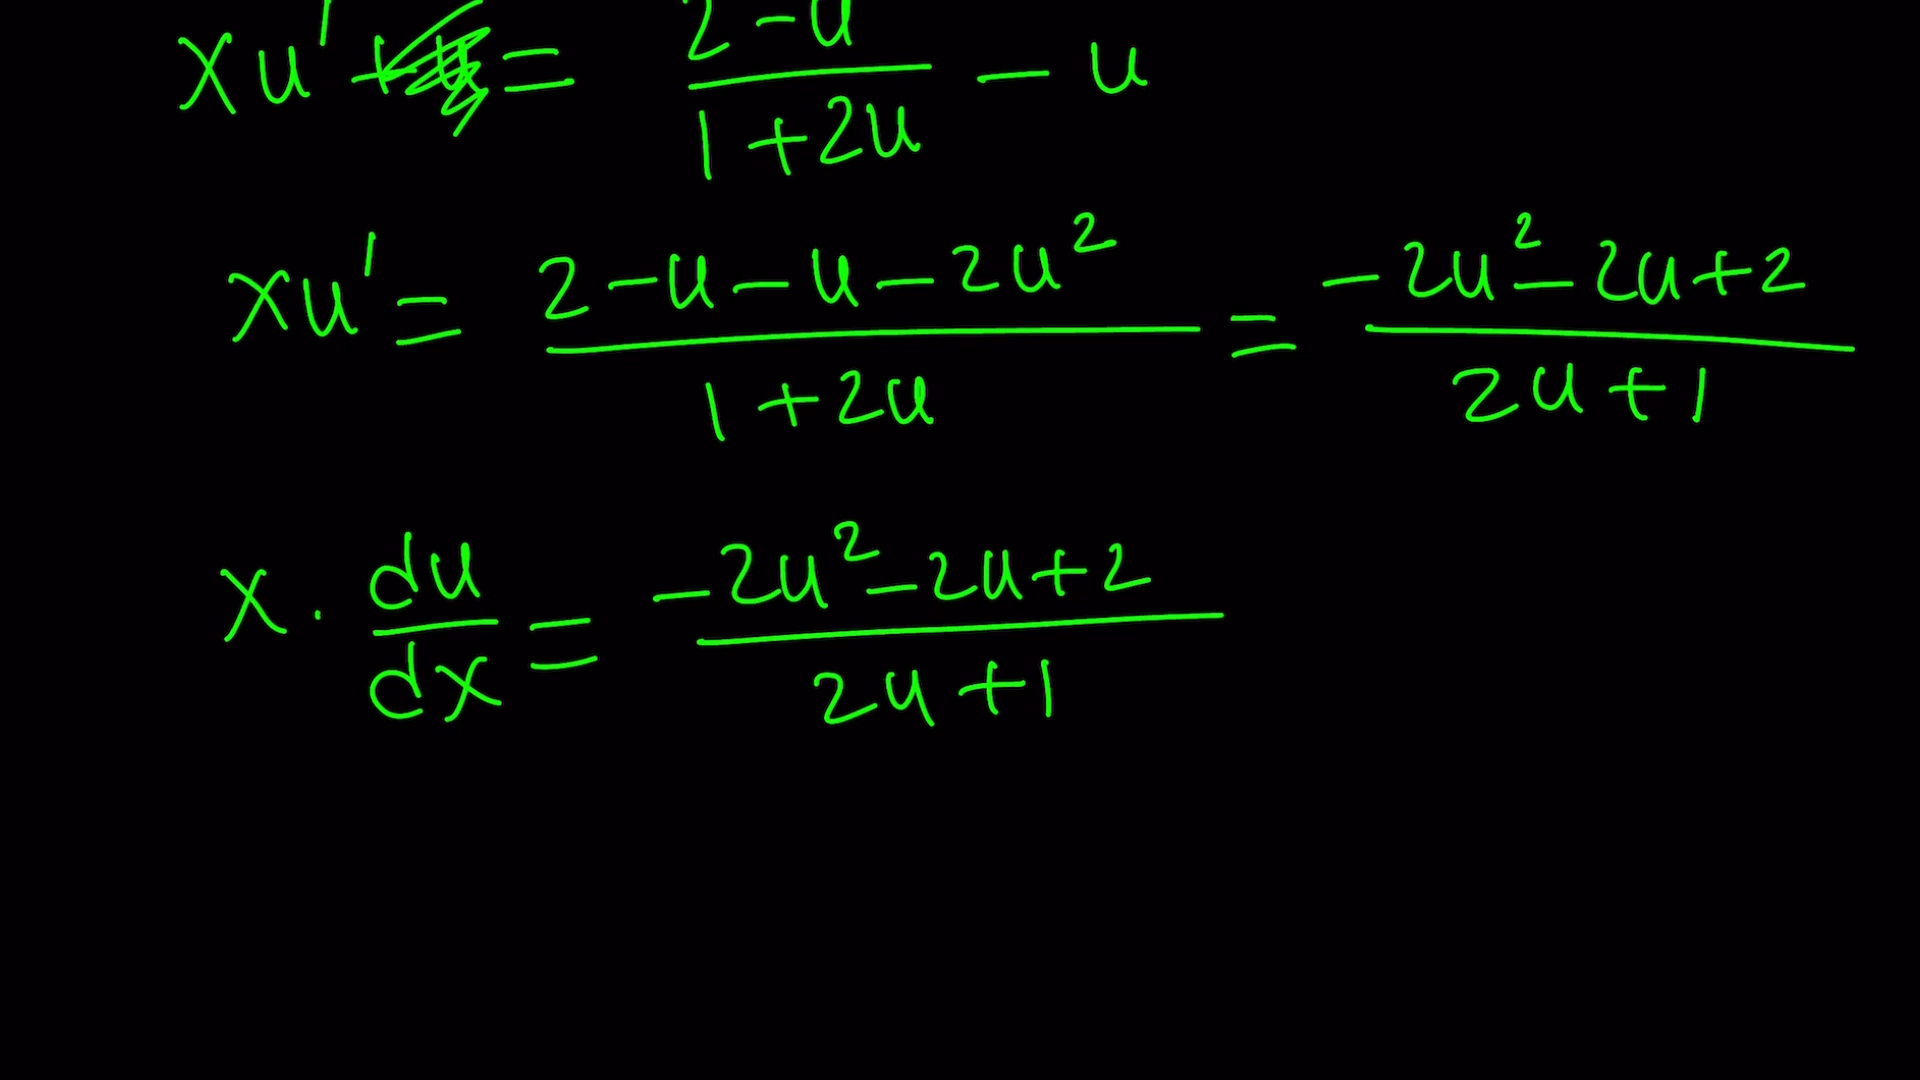 xu' + u = (2-u)/(1+2u) - u
xu' = (2-u-u-2u²)/(1+2u) = (-2u²-2u+2)/(2u+1)
x · du/dx = (-2u²-2u+2)/(2u+1)